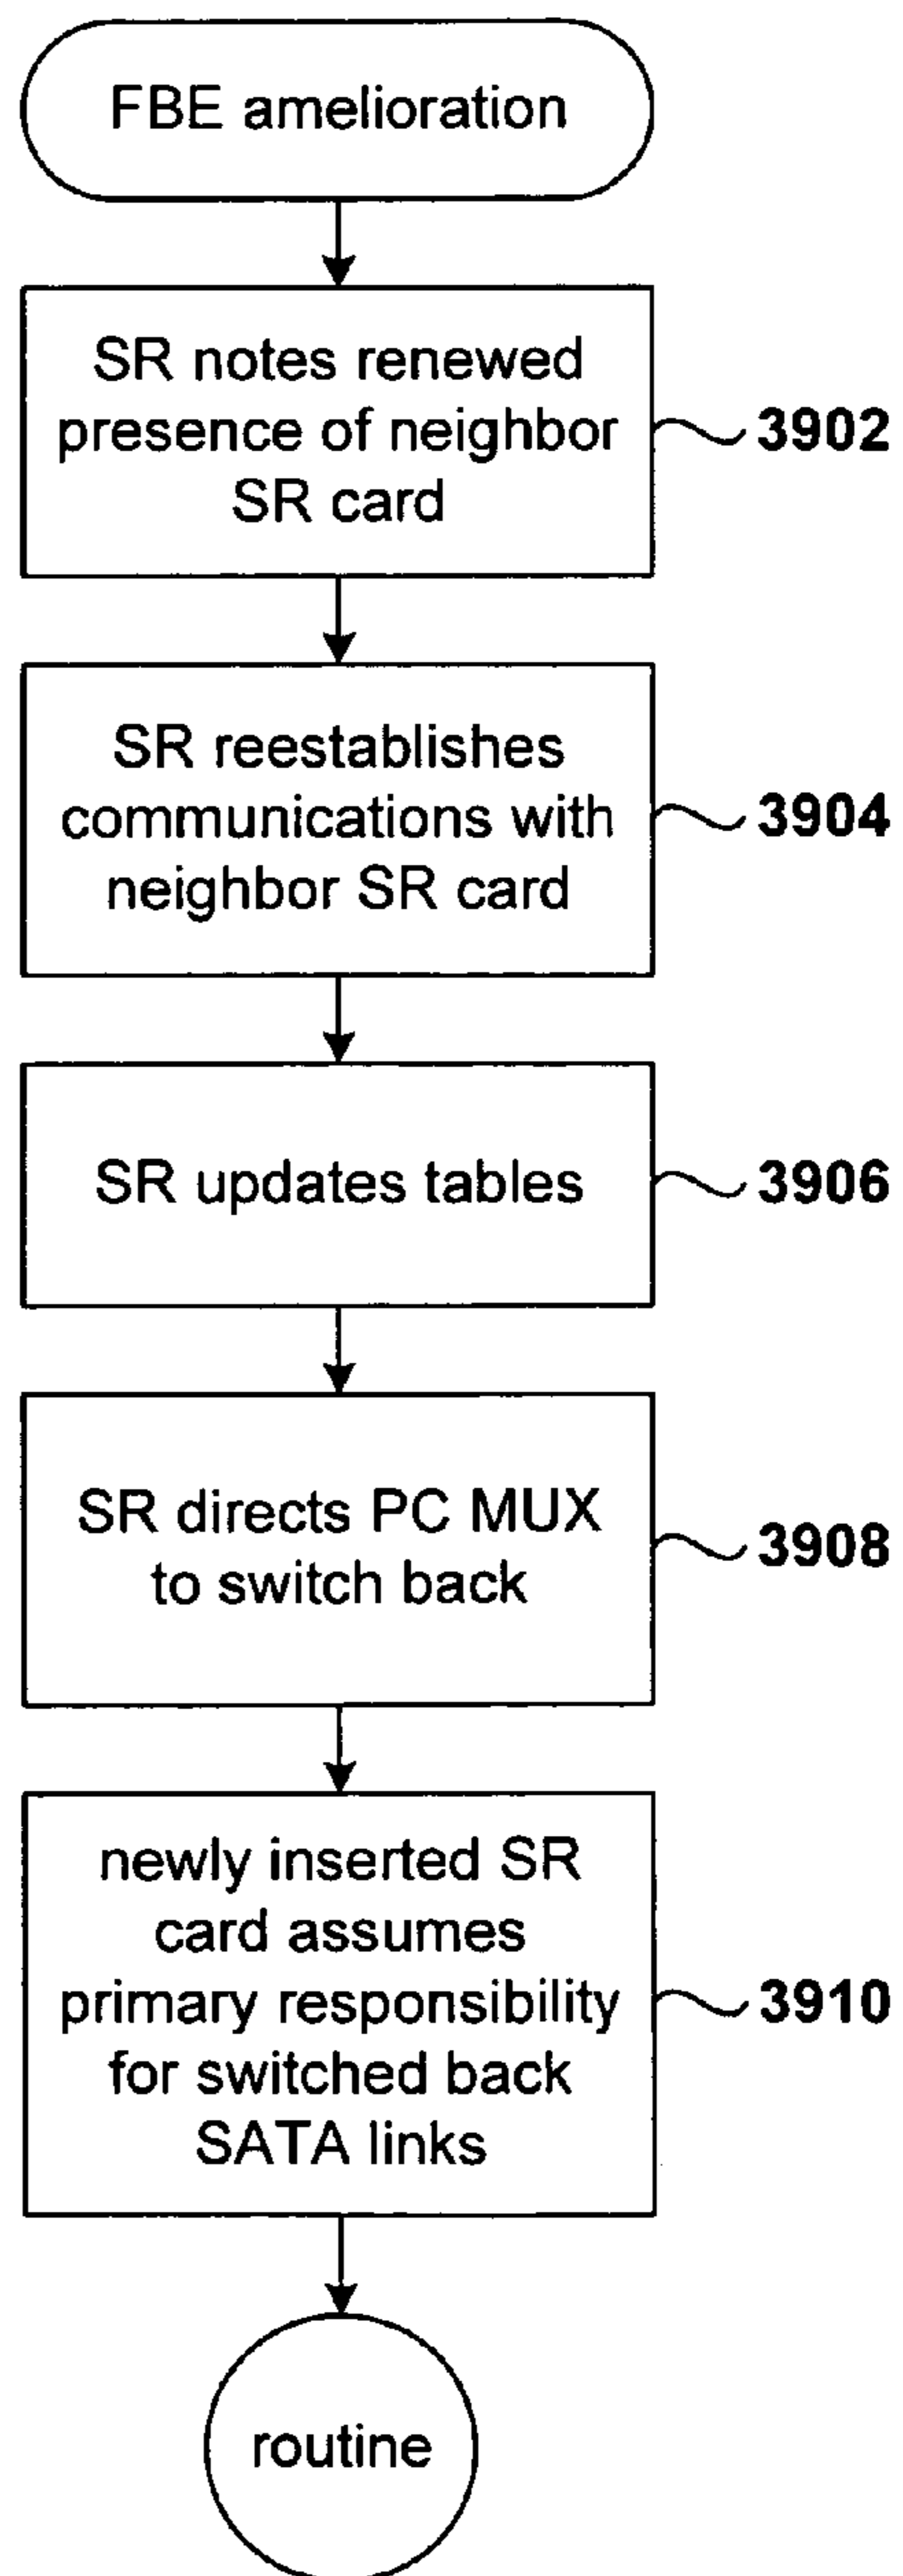 FBE amelioration
SR notes renewed
presence of neighbor
SR card
3902
SR reestablishes
communications with
neighbor SR card
3904
SR updates tables
3906
SR directs PC MUX
to switch back
3908
newly inserted SR
card assumes
primary responsibility
for switched back
SATA links
3910
routine